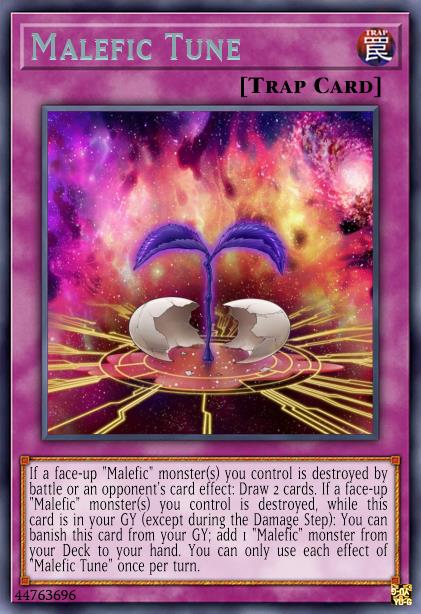 MALEFIC TUNE
TRAP
罠
[TRAP CARD]
If a face-up "Malefic" monster(s) you control is destroyed by
battle or an opponent's card effect: Draw 2 cards. If a face-up
"Malefic" monster(s) you control is destroyed, while this
card is in your GY (except during the Damage Step): You can
banish this card from your GY; add 1 "Malefic" monster from
your Deck to your hand. You can only use each effect of
"Malefic Tune" once per turn.
44763696